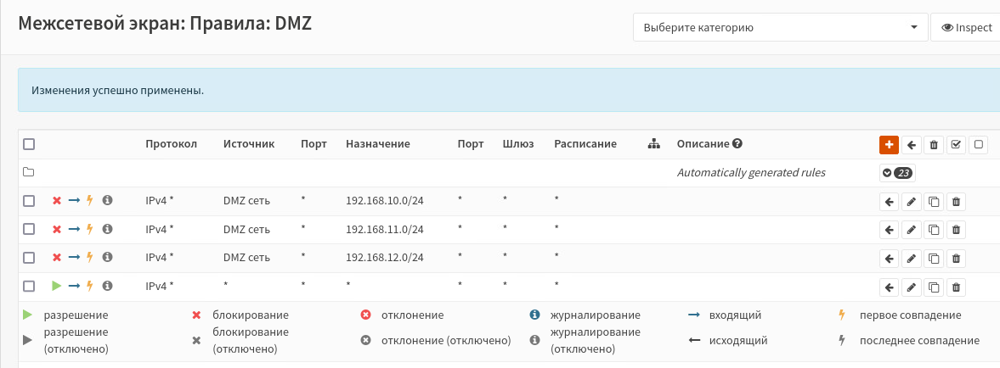 Межсетевой экран: Правила: DMZ
Выберите категорию
Inspect
Изменения успешно применены.
Протокол Источник Порт Назначение Порт Шлюз Расписание Описание
Automatically generated rules 23
IPv4 * DMZ сеть * 192.168.10.0/24 * * *
IPv4 * DMZ сеть * 192.168.11.0/24 * * *
IPv4 * DMZ сеть * 192.168.12.0/24 * * *
IPv4 * * * * * * *
разрешение блокирование отклонение журналирование входящий первое совпадение
разрешение (отключено) блокирование (отключено) отклонение (отключено) журналирование (отключено) исходящий последнее совпадение